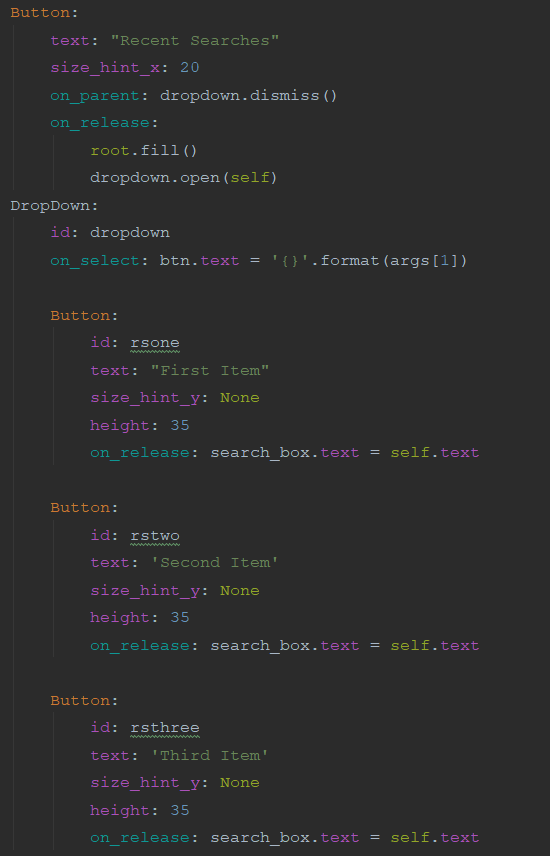 Button:
    text: "Recent Searches"
    size_hint_x: 20
    on_parent: dropdown.dismiss()
    on_release:
        root.fill()
        dropdown.open(self)
DropDown:
    id: dropdown
    on_select: btn.text = '{}'.format(args[1])

    Button:
        id: rsone
        text: "First Item"
        size_hint_y: None
        height: 35
        on_release: search_box.text = self.text

    Button:
        id: rstwo
        text: 'Second Item'
        size_hint_y: None
        height: 35
        on_release: search_box.text = self.text

    Button:
        id: rsthree
        text: 'Third Item'
        size_hint_y: None
        height: 35
        on_release: search_box.text = self.text